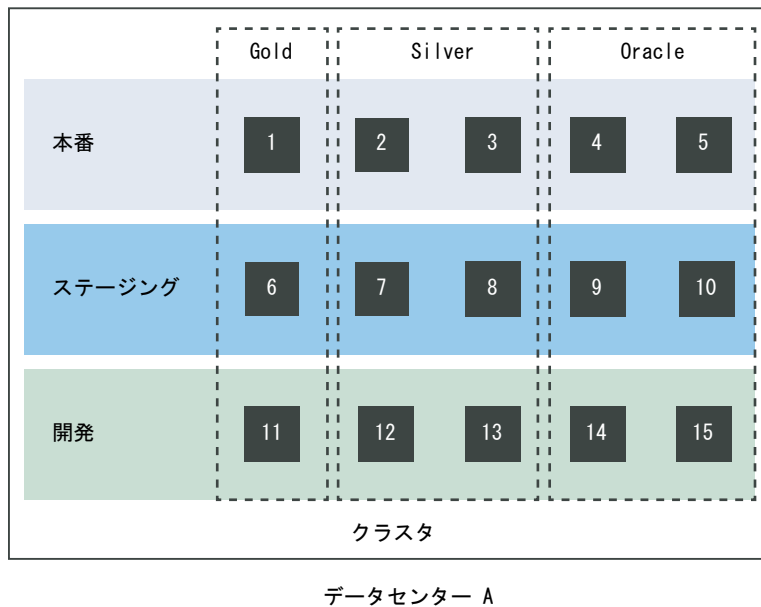 Gold Silver Oracle
本番 1 2 3 4 5
ステージング 6 7 8 9 10
開発 11 12 13 14 15
クラスタ
データセンター A